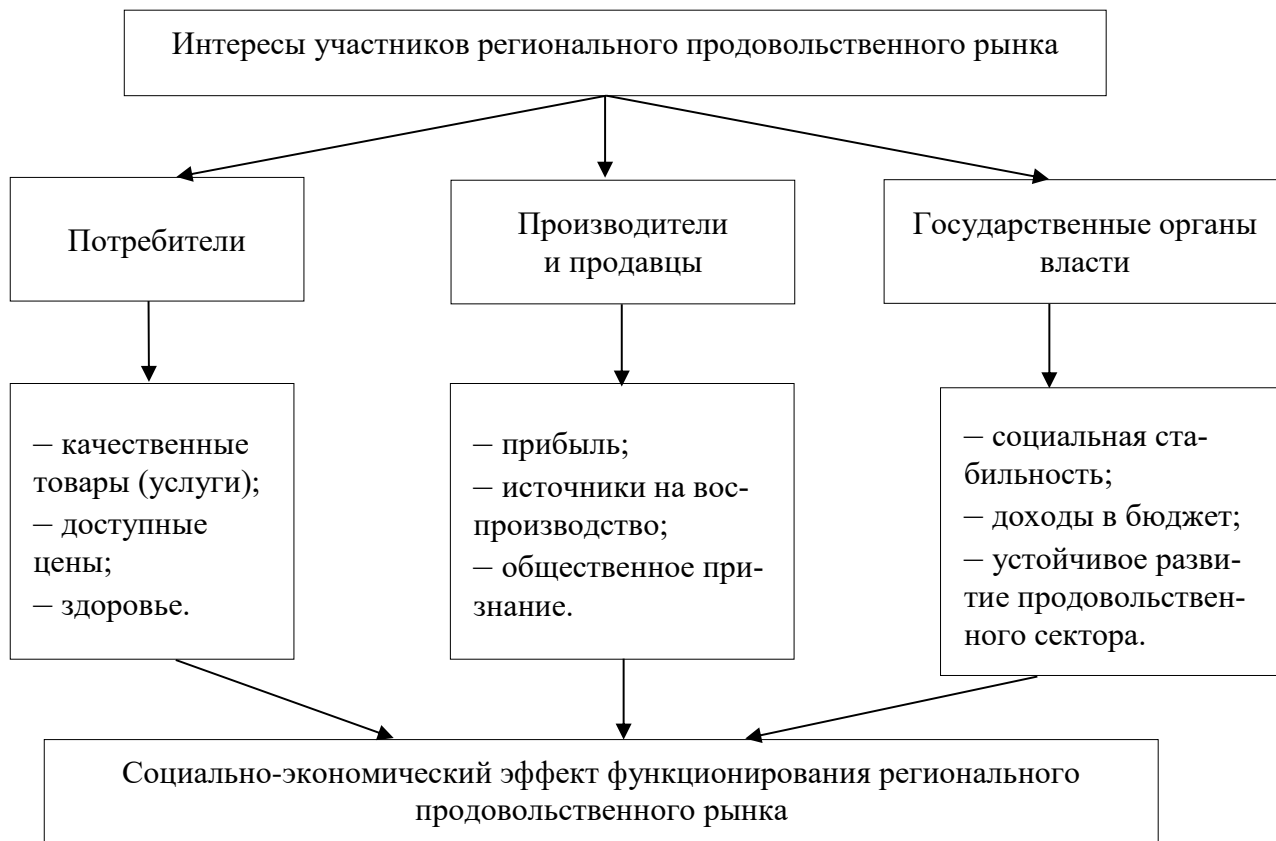 Интересы участников регионального продовольственного рынка
Потребители
Производители
и продавцы
Государственные органы
власти
– качественные
товары (услуги);
– доступные
цены;
– здоровье.
– прибыль;
– источники на вос-
производство;
– общественное при-
знание.
– социальная ста-
бильность;
– доходы в бюджет;
– устойчивое разви-
тие продовольствен-
ного сектора.
Социально-экономический эффект функционирования регионального
продовольственного рынка